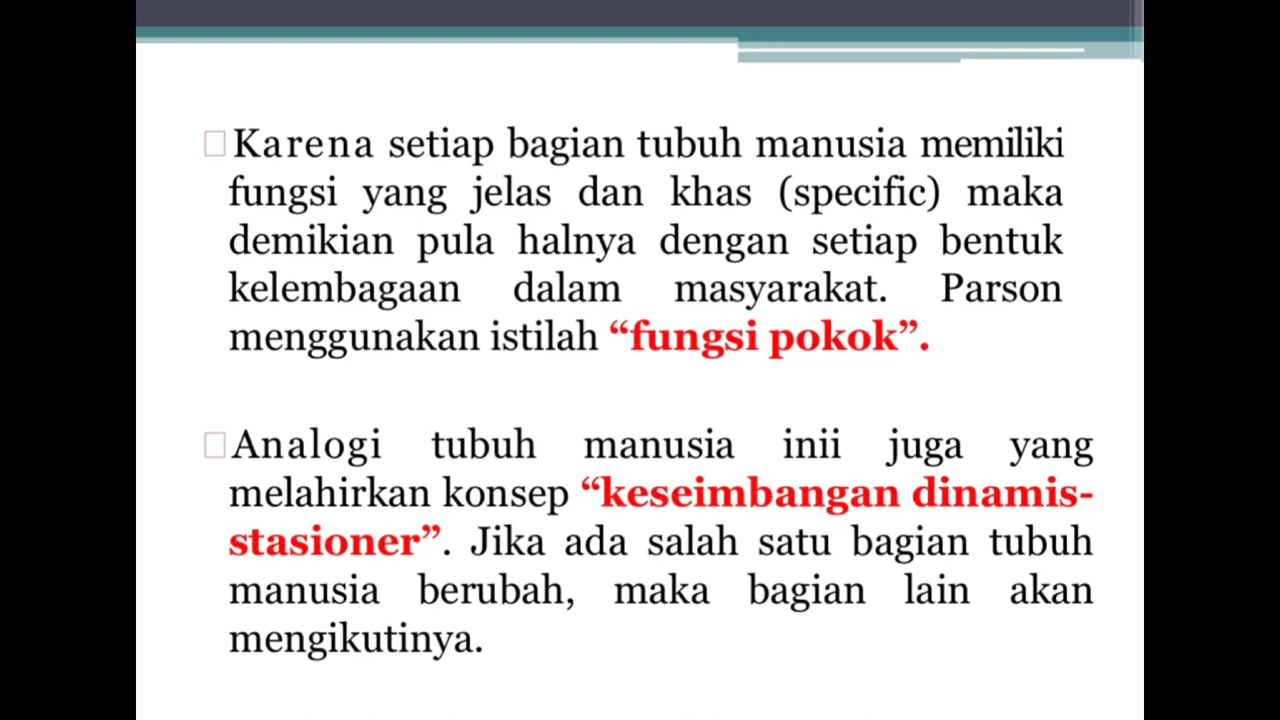 Karena setiap bagian tubuh manusia memiliki
fungsi yang jelas dan khas (specific) maka
demikian pula halnya dengan setiap bentuk
kelembagaan dalam masyarakat. Parson
menggunakan istilah “fungsi pokok”.
Analogi tubuh manusia inii juga yang
melahirkan konsep “keseimbangan dinamis-
stasioner”. Jika ada salah satu bagian tubuh
manusia berubah, maka bagian lain akan
mengikutinya.